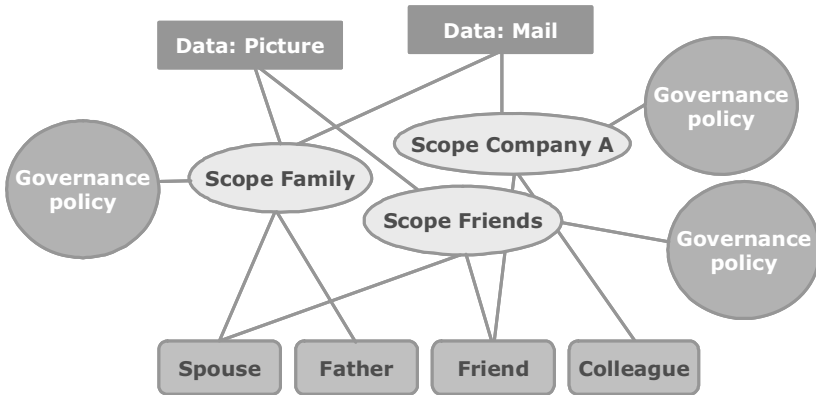 Data: Picture
Data: Mail
Governance
policy
Scope Company A
Governance
policy
Scope Family
Scope Friends
Governance
policy
Spouse
Father
Friend
Colleague